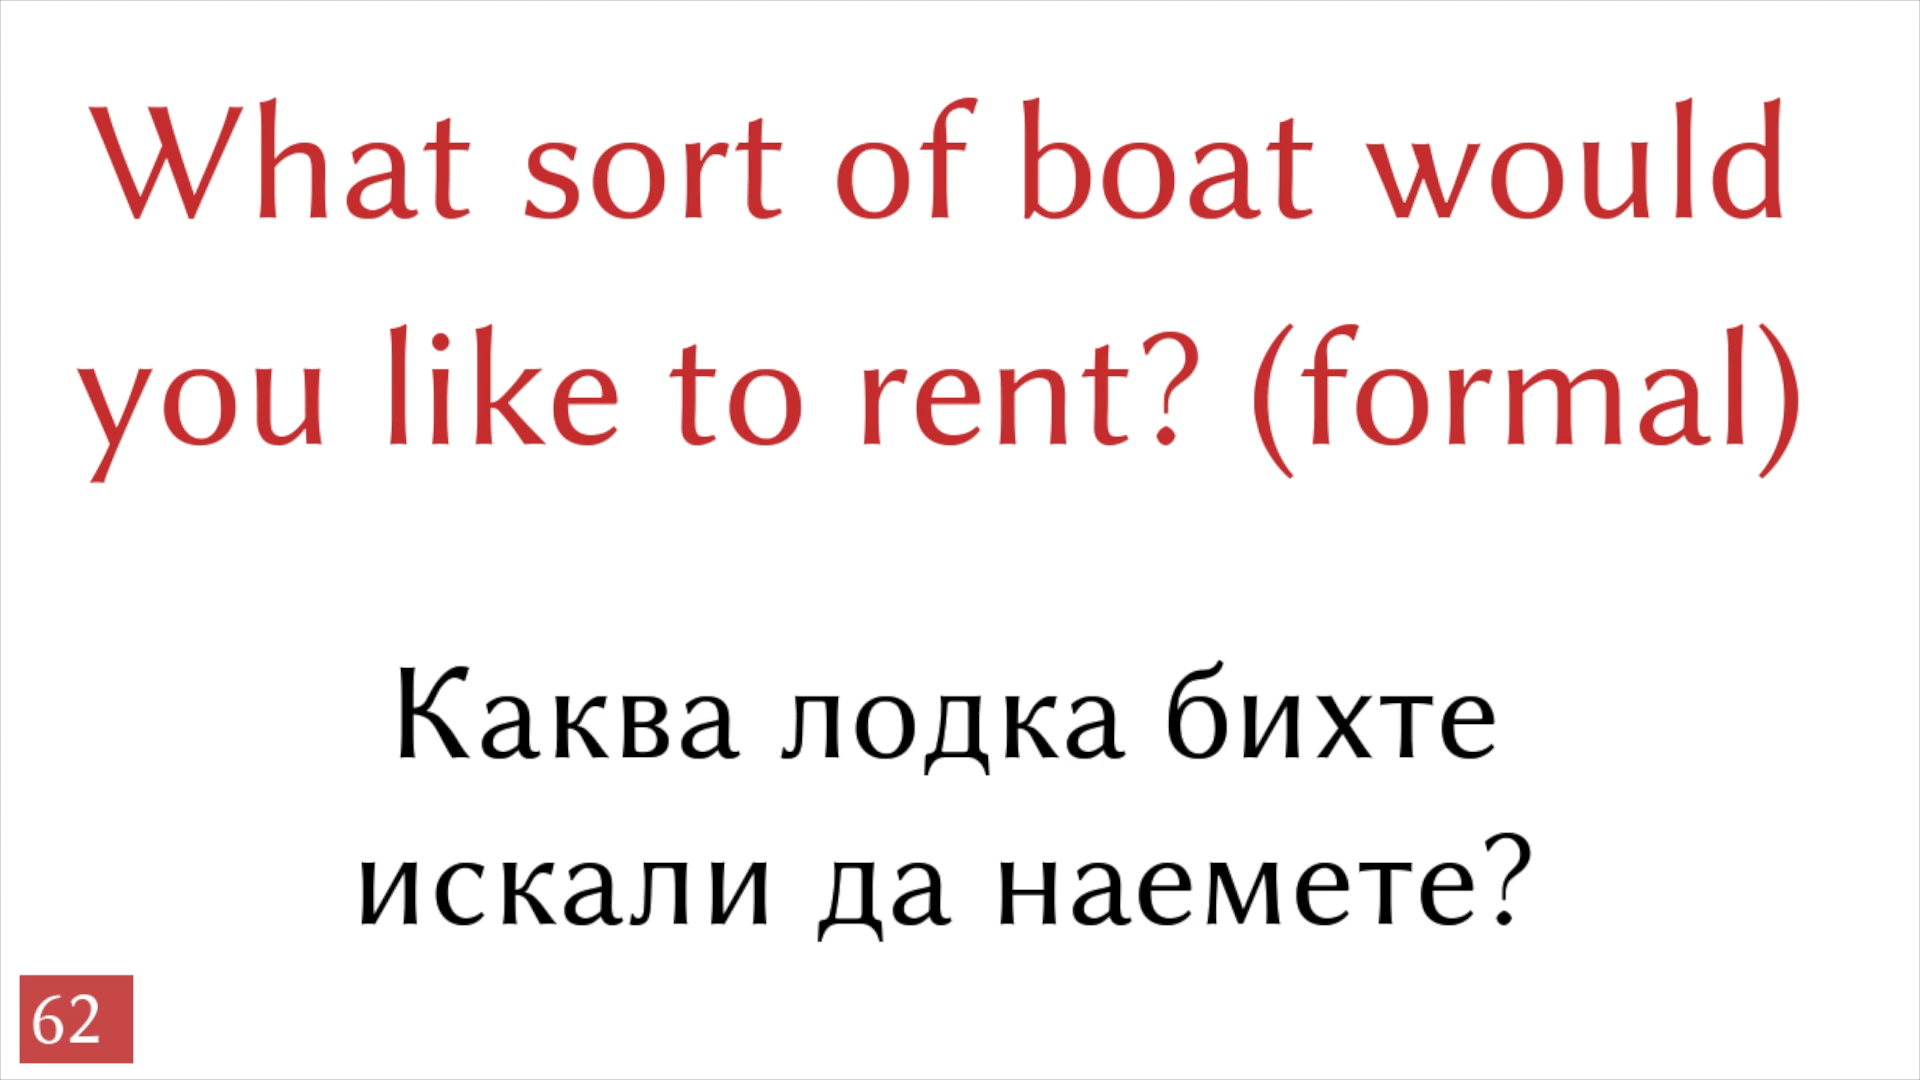 What sort of boat would
you like to rent? (formal)
Каква лодка бихте
искали да наемете?
62